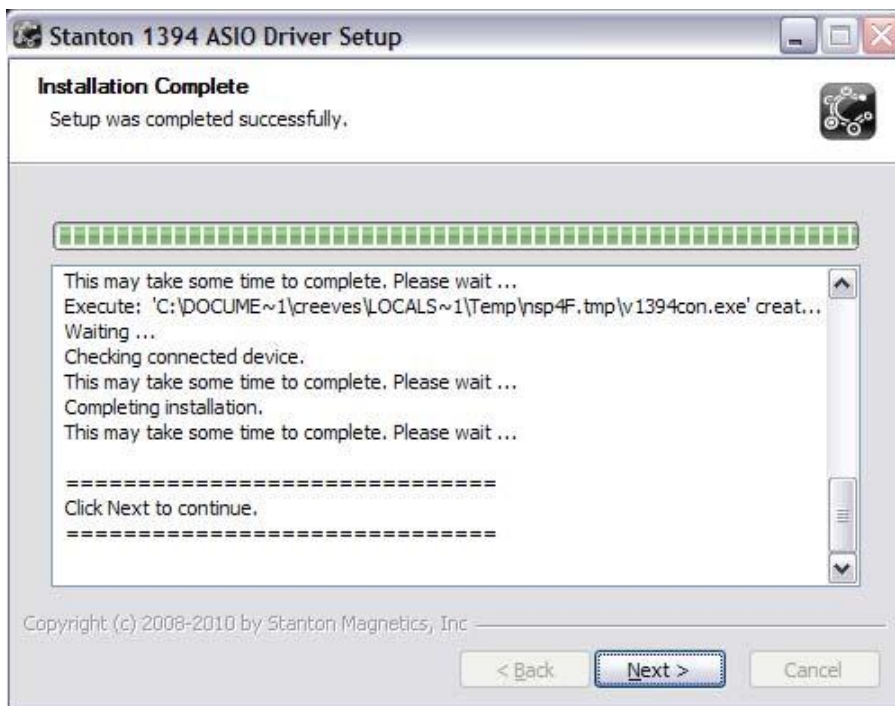 Stanton 1394 ASIO Driver Setup
Installation Complete
Setup was completed successfully.
This may take some time to complete. Please wait ...
Execute: 'C:\DOCUME~1\creeves\LOCALS~1\Temp\nsp4F.tmp\v1394con.exe' creat...
Waiting ...
Checking connected device.
This may take some time to complete. Please wait ...
Completing installation.
This may take some time to complete. Please wait ...
==============================
Click Next to continue.
==============================
Copyright (c) 2008-2010 by Stanton Magnetics, Inc
< Back Next > Cancel